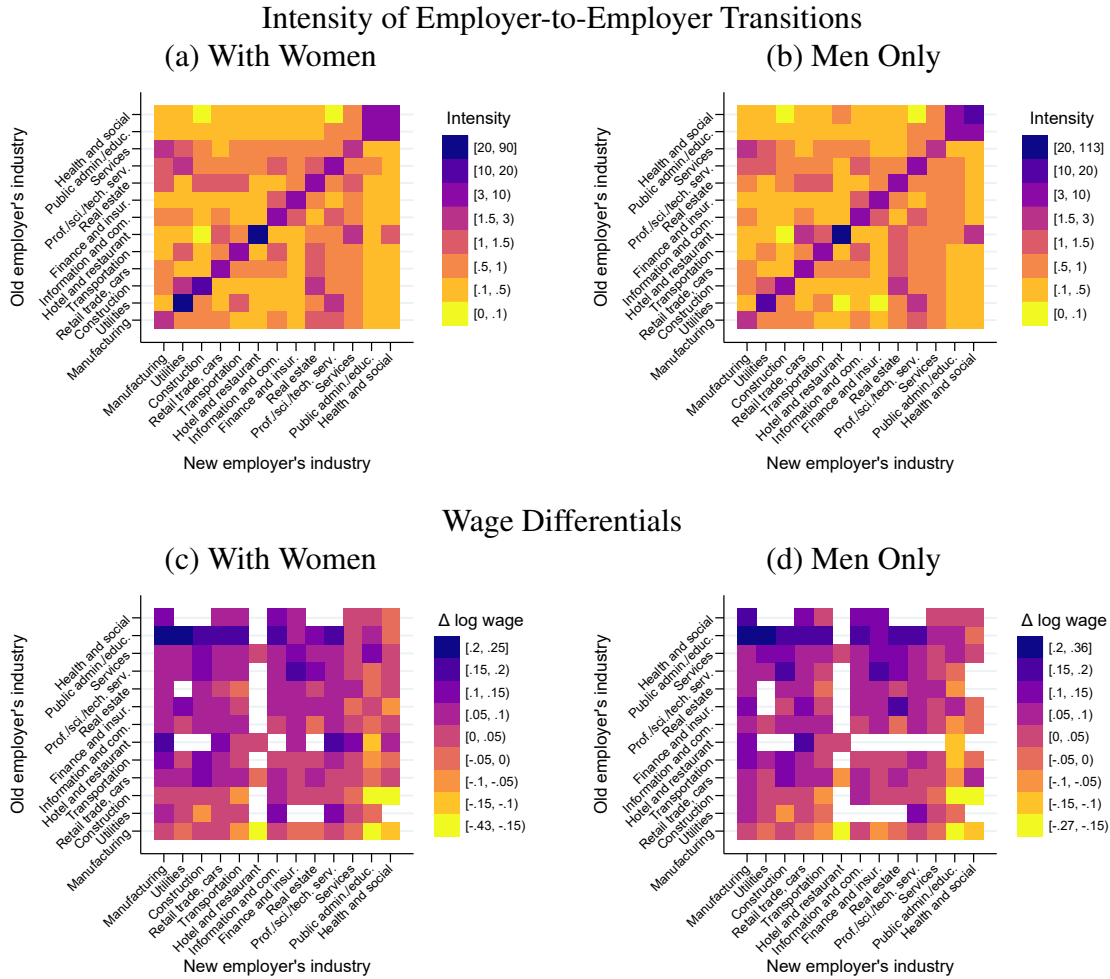 Intensity of Employer-to-Employer Transitions
(a) With Women
(b) Men Only
Old employer's industry
Health and social
Public admin./educ.
Services
Prof./sci./tech. serv.
Real estate
Finance and insur.
Information and com.
Hotel and restaurant
Transportation
Retail trade, cars
Construction
Utilities
Manufacturing
Manufacturing
Utilities
Construction
Retail trade, cars
Transportation
Hotel and restaurant
Information and com.
Finance and insur.
Real estate
Prof./sci./tech. serv.
Services
Public admin./educ.
Health and social
New employer's industry
Intensity
[20, 90]
[10, 20)
[3, 10)
[1.5, 3)
[1, 1.5)
[.5, 1)
[.1, .5)
[0, .1)
Old employer's industry
Health and social
Public admin./educ.
Services
Prof./sci./tech. serv.
Real estate
Finance and insur.
Information and com.
Hotel and restaurant
Transportation
Retail trade, cars
Construction
Utilities
Manufacturing
Manufacturing
Utilities
Construction
Retail trade, cars
Transportation
Hotel and restaurant
Information and com.
Finance and insur.
Real estate
Prof./sci./tech. serv.
Services
Public admin./educ.
Health and social
New employer's industry
Intensity
[20, 113]
[10, 20)
[3, 10)
[1.5, 3)
[1, 1.5)
[.5, 1)
[.1, .5)
[0, .1)
Wage Differentials
(c) With Women
(d) Men Only
Old employer's industry
Health and social
Public admin./educ.
Services
Prof./sci./tech. serv.
Real estate
Finance and insur.
Information and com.
Hotel and restaurant
Transportation
Retail trade, cars
Construction
Utilities
Manufacturing
Manufacturing
Utilities
Construction
Retail trade, cars
Transportation
Hotel and restaurant
Information and com.
Finance and insur.
Real estate
Prof./sci./tech. serv.
Services
Public admin./educ.
Health and social
New employer's industry
Δ log wage
[.2, .25]
[.15, .2)
[.1, .15)
[.05, .1)
[0, .05)
[-.05, 0)
[-.1, -.05)
[-.15, -.1)
[-.43, -.15)
Old employer's industry
Health and social
Public admin./educ.
Services
Prof./sci./tech. serv.
Real estate
Finance and insur.
Information and com.
Hotel and restaurant
Transportation
Retail trade, cars
Construction
Utilities
Manufacturing
Manufacturing
Utilities
Construction
Retail trade, cars
Transportation
Hotel and restaurant
Information and com.
Finance and insur.
Real estate
Prof./sci./tech. serv.
Services
Public admin./educ.
Health and social
New employer's industry
Δ log wage
[.2, .36]
[.15, .2)
[.1, .15)
[.05, .1)
[0, .05)
[-.05, 0)
[-.1, -.05)
[-.15, -.1)
[-.27, -.15)